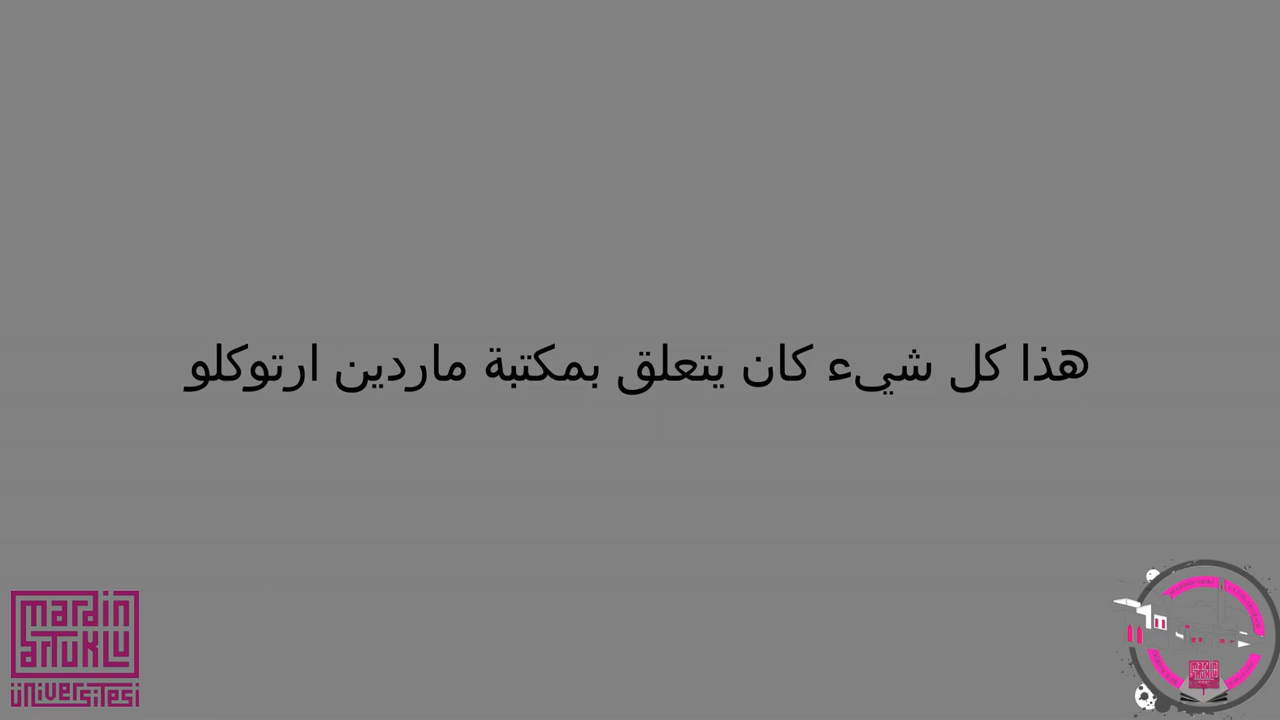 هذا كل شيء كان يتعلق بمكتبة ماردين ارتوكلو
mardin
artuklu
üniversitesi